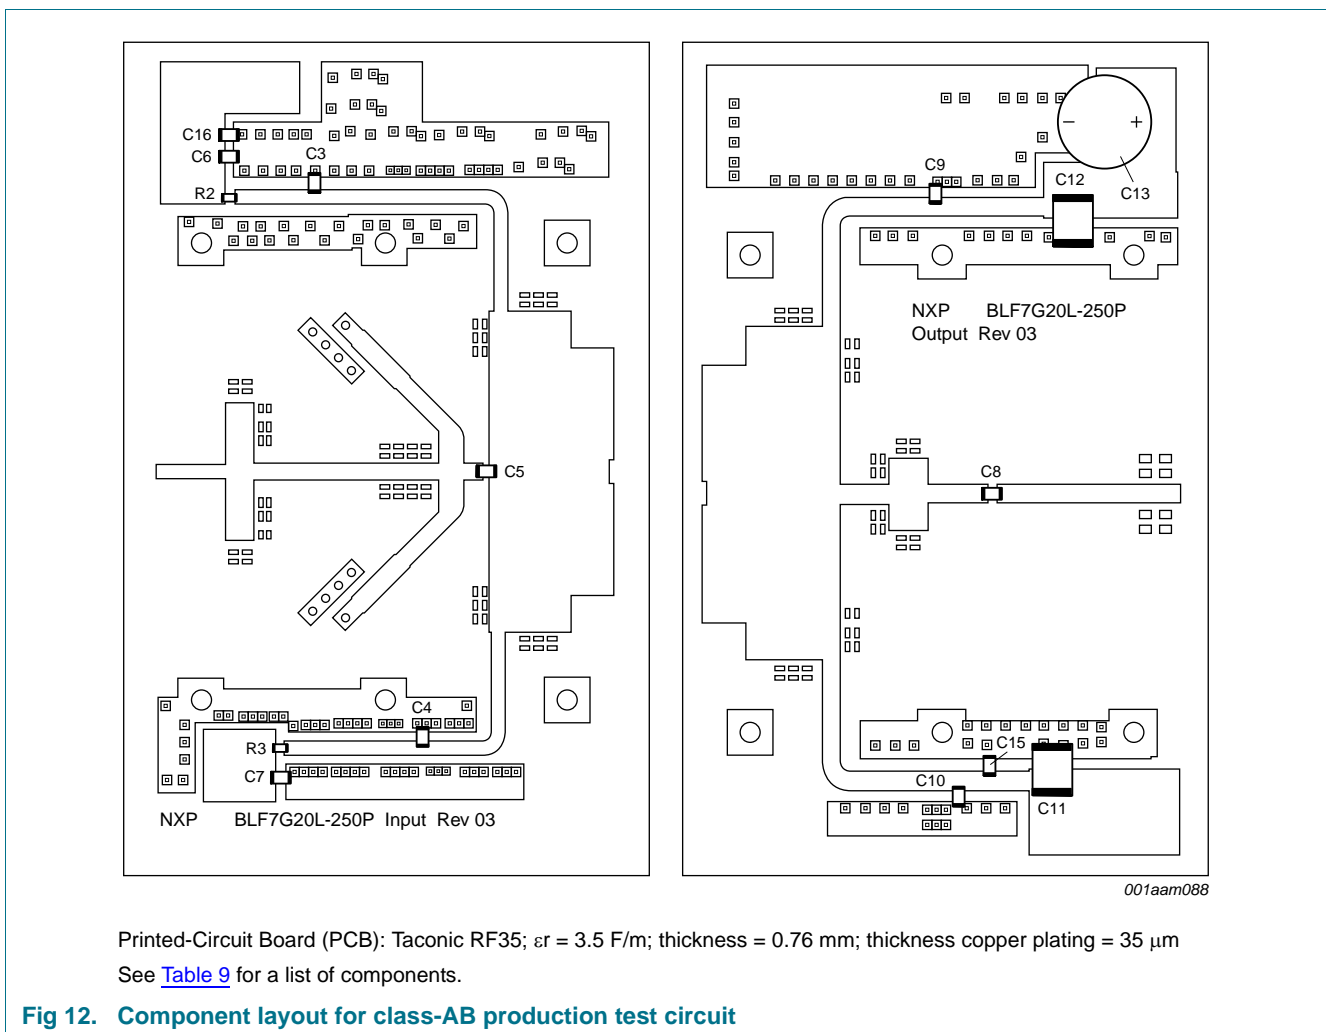 C16
C6
C3
R2
C5
C4
R3
C7
NXP BLF7G20L-250P Input Rev 03
− +
C9
C12
C13
NXP BLF7G20L-250P
Output Rev 03
C8
C15
C10
C11
001aam088
Printed-Circuit Board (PCB): Taconic RF35; εr = 3.5 F/m; thickness = 0.76 mm; thickness copper plating = 35 μm
See Table 9 for a list of components.
Fig 12. Component layout for class-AB production test circuit